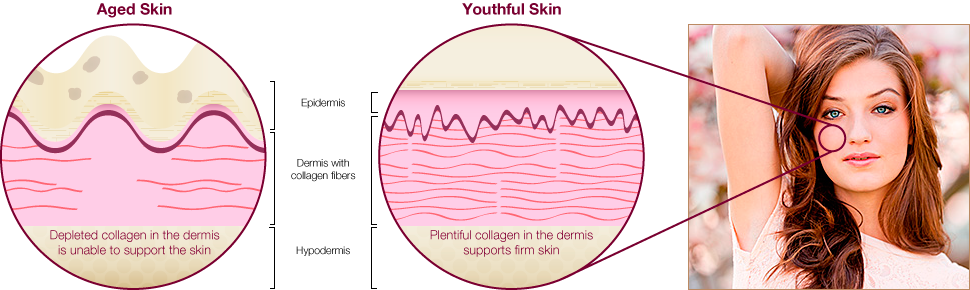 Aged Skin
Youthful Skin
Epidermis
Dermis with
collagen fibers
Depleted collagen in the dermis
is unable to support the skin
Hypodermis
Plentiful collagen in the dermis
supports firm skin